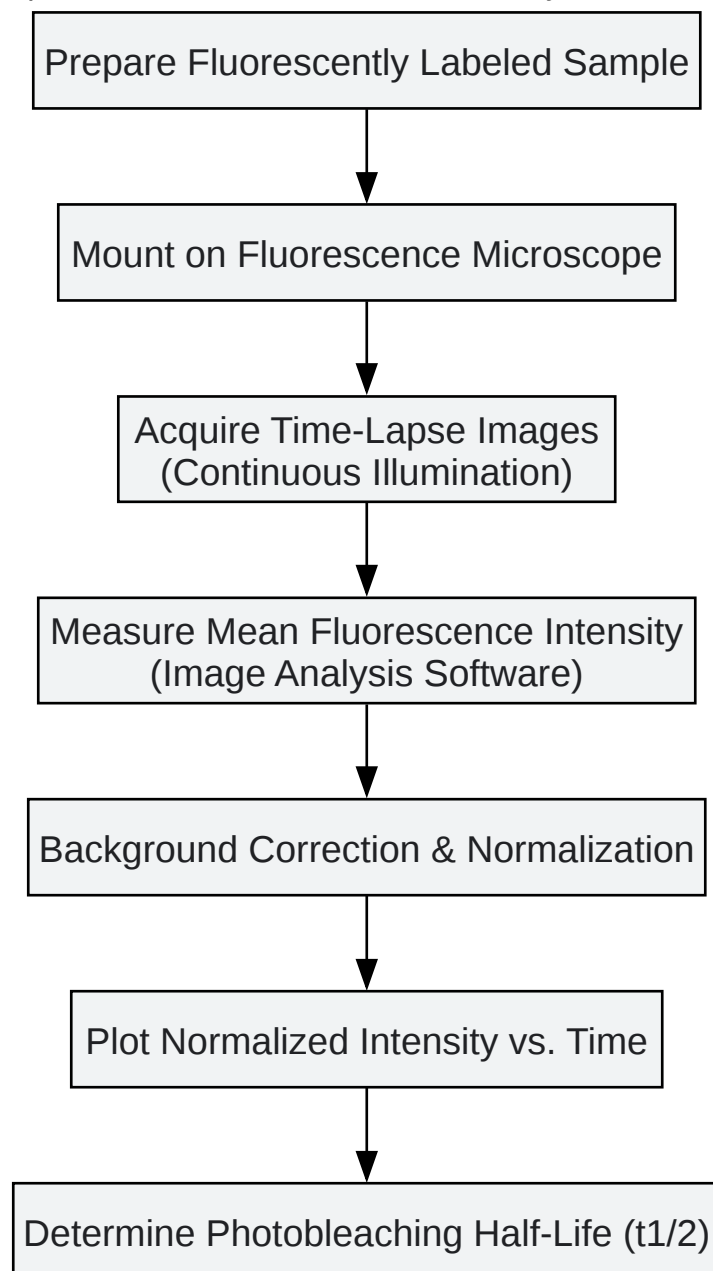 Prepare Fluorescently Labeled Sample
Mount on Fluorescence Microscope
Acquire Time-Lapse Images
(Continuous Illumination)
Measure Mean Fluorescence Intensity
(Image Analysis Software)
Background Correction & Normalization
Plot Normalized Intensity vs. Time
Determine Photobleaching Half-Life (t1/2)